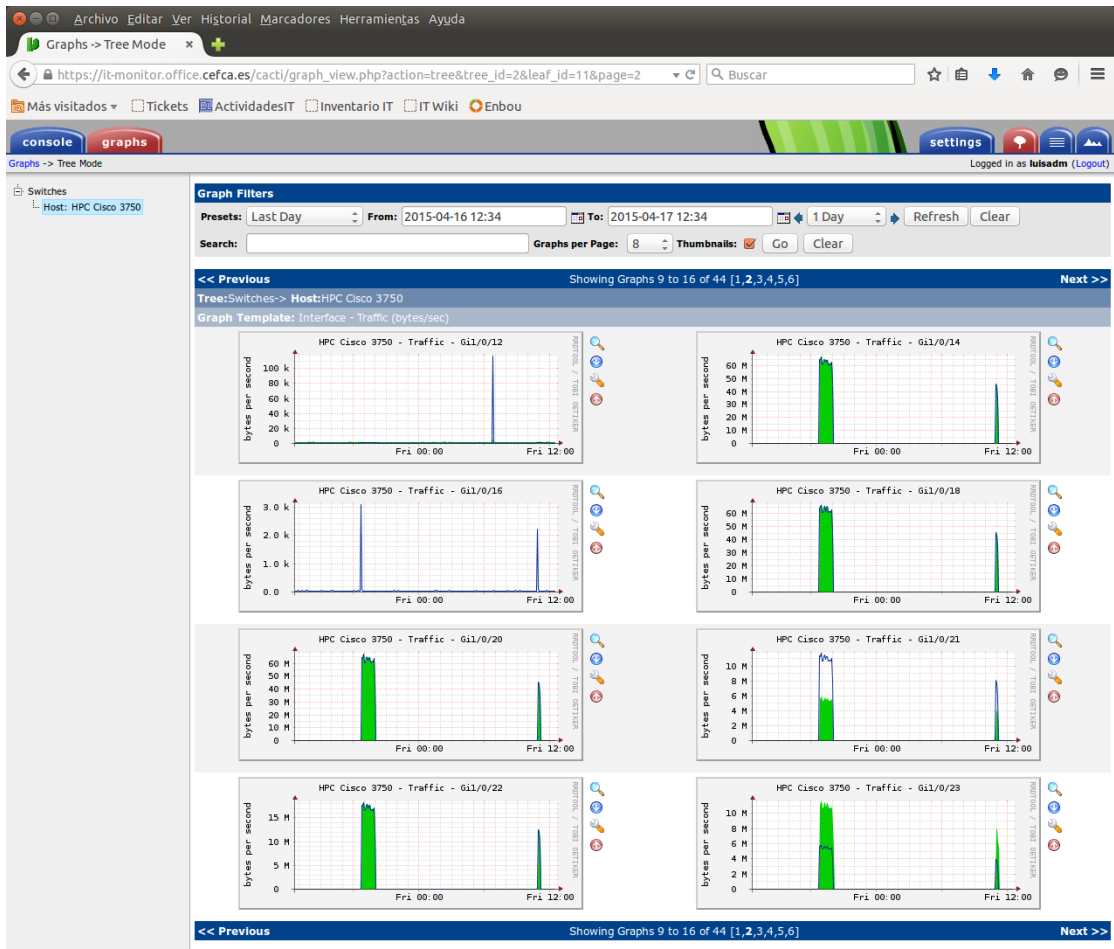 Archivo Editar Ver Historial Marcadores Herramientas Ayuda
Graphs -> Tree Mode
https://it-monitor.office.cefca.es/cacti/graph_view.php?action=tree&tree_id=2&leaf_id=11&page=2 Buscar
Más visitados Tickets ActividadesIT Inventario IT IT Wiki Enbou
console graphs settings
Graphs -> Tree Mode Logged in as luisadm (Logout)
Switches
Host: HPC Cisco 3750
Graph Filters
Presets: Last Day From: 2015-04-16 12:34 To: 2015-04-17 12:34 1 Day Refresh Clear
Search: Graphs per Page: 8 Thumbnails: Go Clear
<< Previous Showing Graphs 9 to 16 of 44 [1,2,3,4,5,6] Next >>
Tree:Switches-> Host:HPC Cisco 3750
Graph Template: Interface - Traffic (bytes/sec)
HPC Cisco 3750 - Traffic - Gi1/0/12
bytes per second
100 k
80 k
60 k
40 k
20 k
0
Fri 00:00 Fri 12:00
RRDTOOL / TOBI OETIKER
HPC Cisco 3750 - Traffic - Gi1/0/14
bytes per second
60 M
50 M
40 M
30 M
20 M
10 M
0
Fri 00:00 Fri 12:00
RRDTOOL / TOBI OETIKER
HPC Cisco 3750 - Traffic - Gi1/0/16
bytes per second
3.0 k
2.0 k
1.0 k
0.0
Fri 00:00 Fri 12:00
RRDTOOL / TOBI OETIKER
HPC Cisco 3750 - Traffic - Gi1/0/18
bytes per second
60 M
50 M
40 M
30 M
20 M
10 M
0
Fri 00:00 Fri 12:00
RRDTOOL / TOBI OETIKER
HPC Cisco 3750 - Traffic - Gi1/0/20
bytes per second
60 M
50 M
40 M
30 M
20 M
10 M
0
Fri 00:00 Fri 12:00
RRDTOOL / TOBI OETIKER
HPC Cisco 3750 - Traffic - Gi1/0/21
bytes per second
10 M
8 M
6 M
4 M
2 M
0
Fri 00:00 Fri 12:00
RRDTOOL / TOBI OETIKER
HPC Cisco 3750 - Traffic - Gi1/0/22
bytes per second
15 M
10 M
5 M
0
Fri 00:00 Fri 12:00
RRDTOOL / TOBI OETIKER
HPC Cisco 3750 - Traffic - Gi1/0/23
bytes per second
10 M
8 M
6 M
4 M
2 M
0
Fri 00:00 Fri 12:00
RRDTOOL / TOBI OETIKER
<< Previous Showing Graphs 9 to 16 of 44 [1,2,3,4,5,6] Next >>